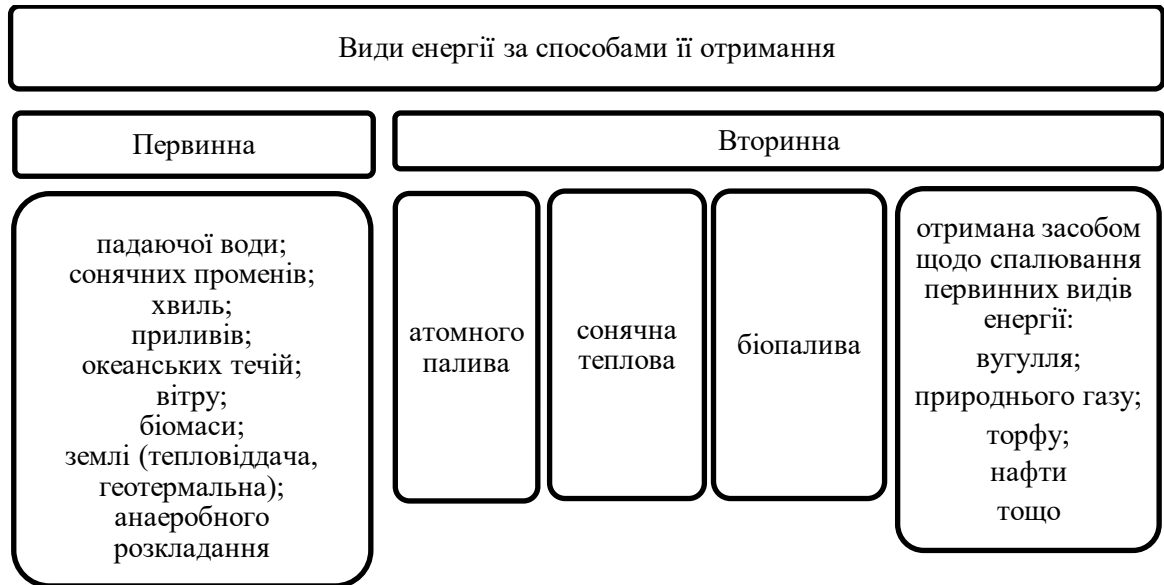 Види енергії за способами її отримання
Первинна
Вторинна
падаючої води;
сонячних променів;
хвиль;
приливів;
океанських течій;
вітру;
біомаси;
землі (тепловіддача,
геотермальна);
анаеробного
розкладання
атомного
палива
сонячна
теплова
біопалива
отримана засобом
щодо спалювання
первинних видів
енергії:
вугулля;
природнього газу;
торфу;
нафти
тощо